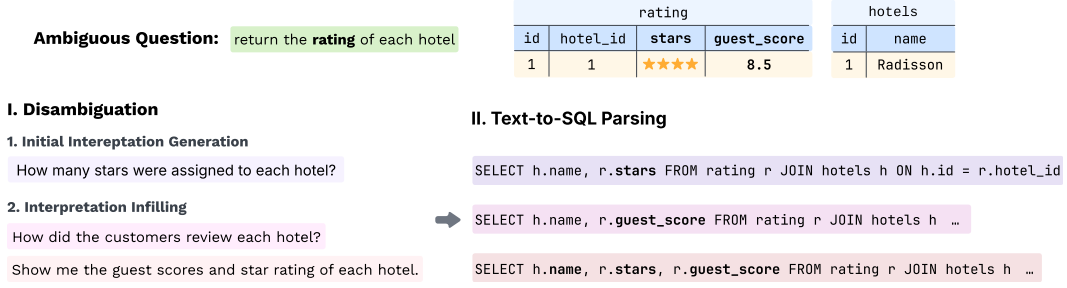 Ambiguous Question: return the rating of each hotel
rating
id hotel_id stars guest_score
1 1 8.5
hotels
id name
1 Radisson
I. Disambiguation
1. Initial Intereptation Generation
How many stars were assigned to each hotel?
2. Interpretation Infilling
How did the customers review each hotel?
Show me the guest scores and star rating of each hotel.
II. Text-to-SQL Parsing
SELECT h.name, r.stars FROM rating r JOIN hotels h ON h.id = r.hotel_id
SELECT h.name, r.guest_score FROM rating r JOIN hotels h …
SELECT h.name, r.stars, r.guest_score FROM rating r JOIN hotels h …